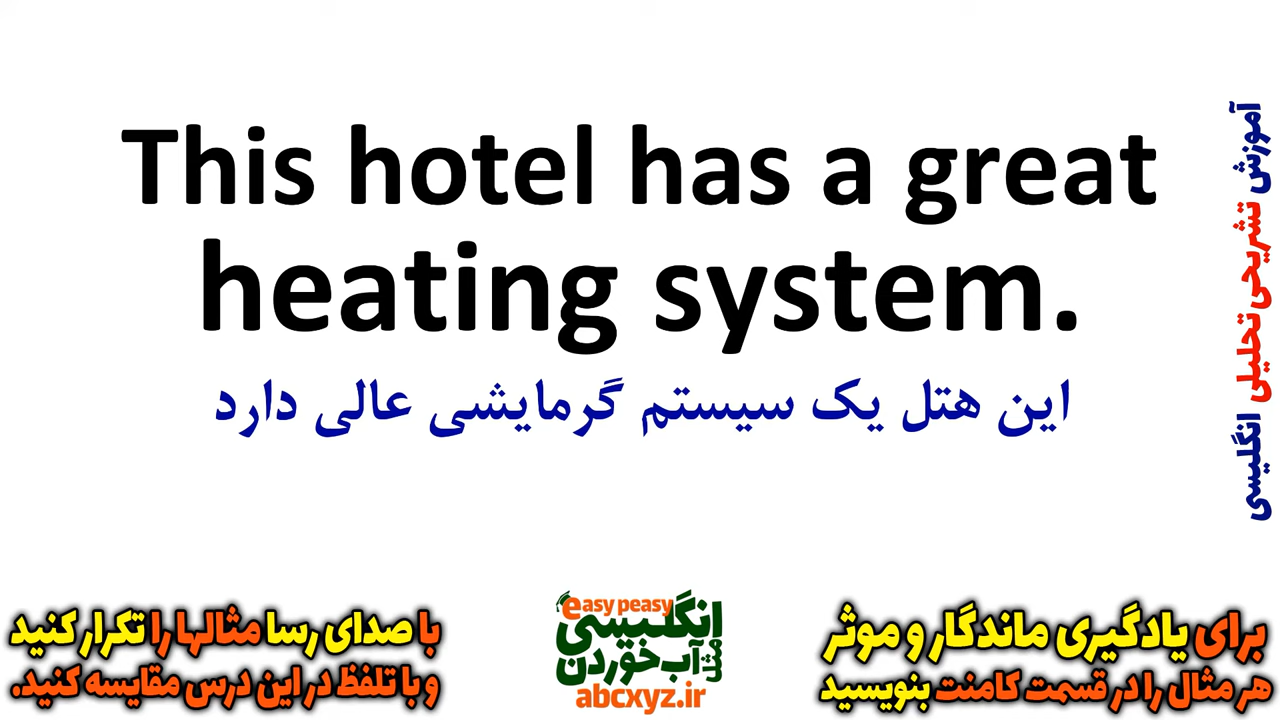 This hotel has a great
heating system.
این هتل یک سیستم گرمایشی عالی دارد
آموزش تشریحی تحلیلی انگلیسی
برای یادگیری ماندگار و موثر
هر مثال را در قسمت کامنت بنویسید
easy peasy
انگلیسی
مثل آب خوردن
abcxyz.ir
با صدای رسا مثالها را تکرار کنید
و با تلفظ در این درس مقایسه کنید.